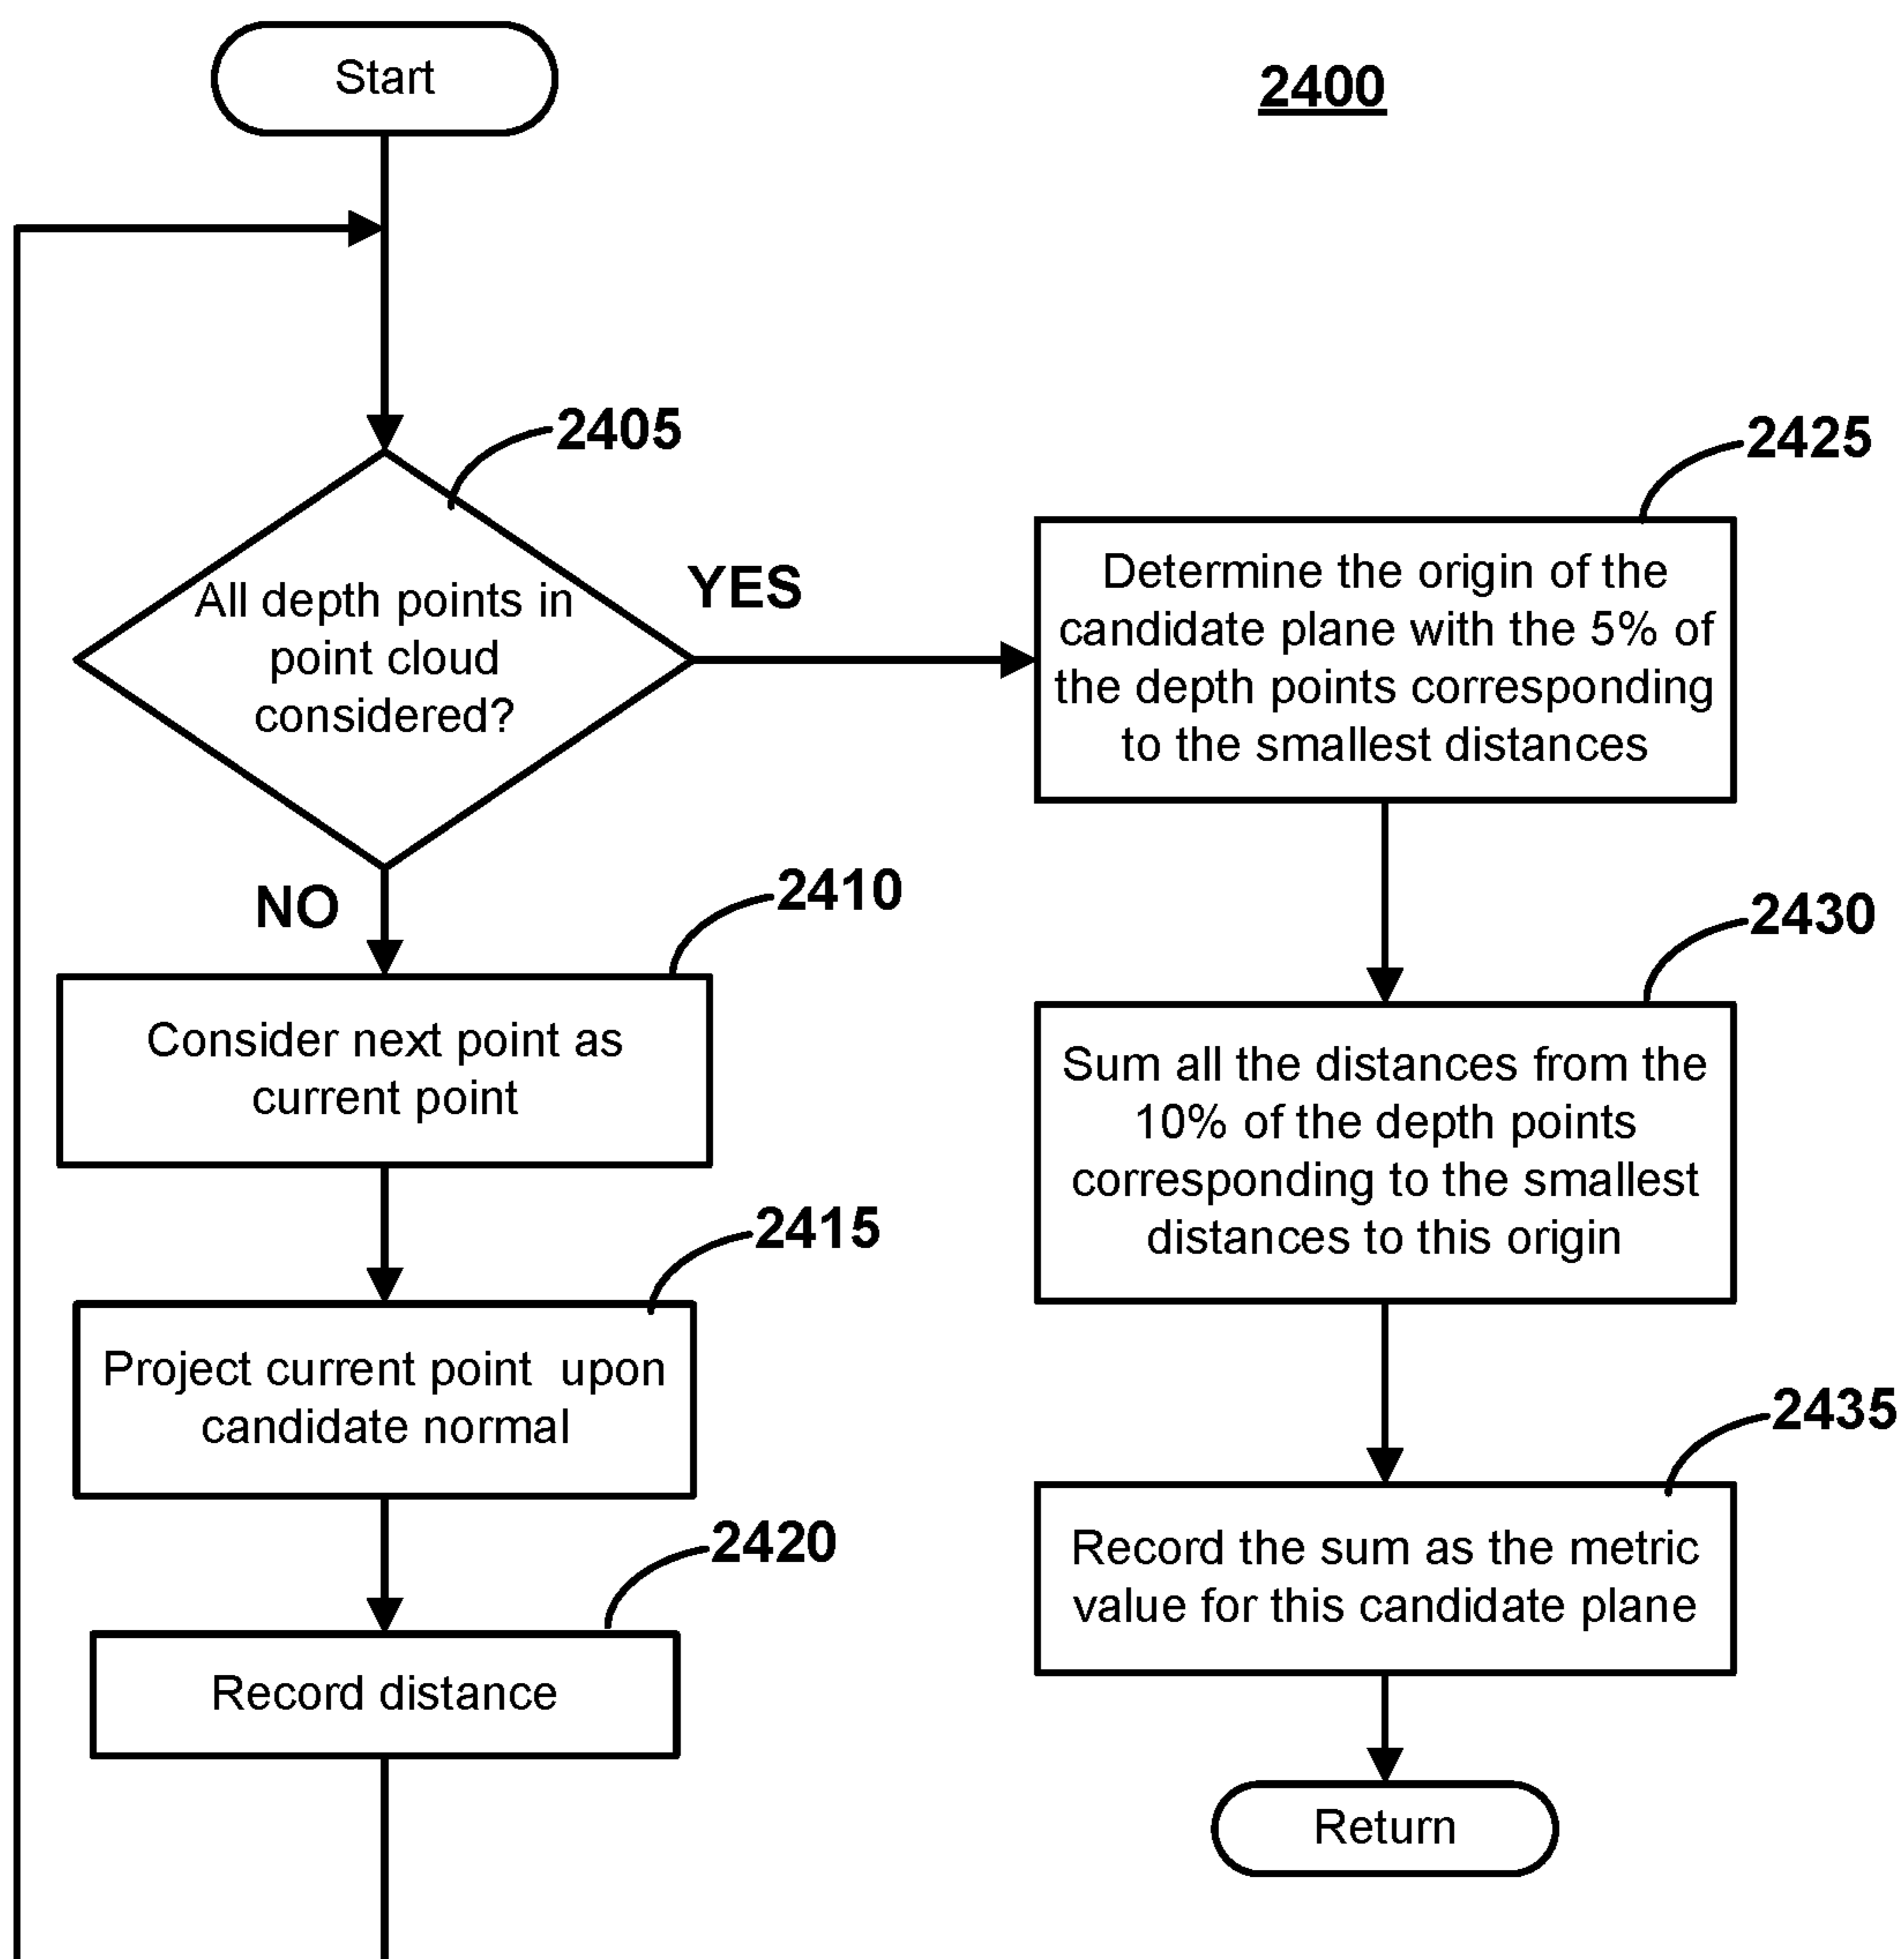 Start
2400
2405
All depth points in
point cloud
considered?
YES
NO
2410
Consider next point as
current point
2415
Project current point  upon
candidate normal
2420
Record distance
2425
Determine the origin of the
candidate plane with the 5% of
the depth points corresponding
to the smallest distances
2430
Sum all the distances from the
10% of the depth points
corresponding to the smallest
distances to this origin
2435
Record the sum as the metric
value for this candidate plane
Return